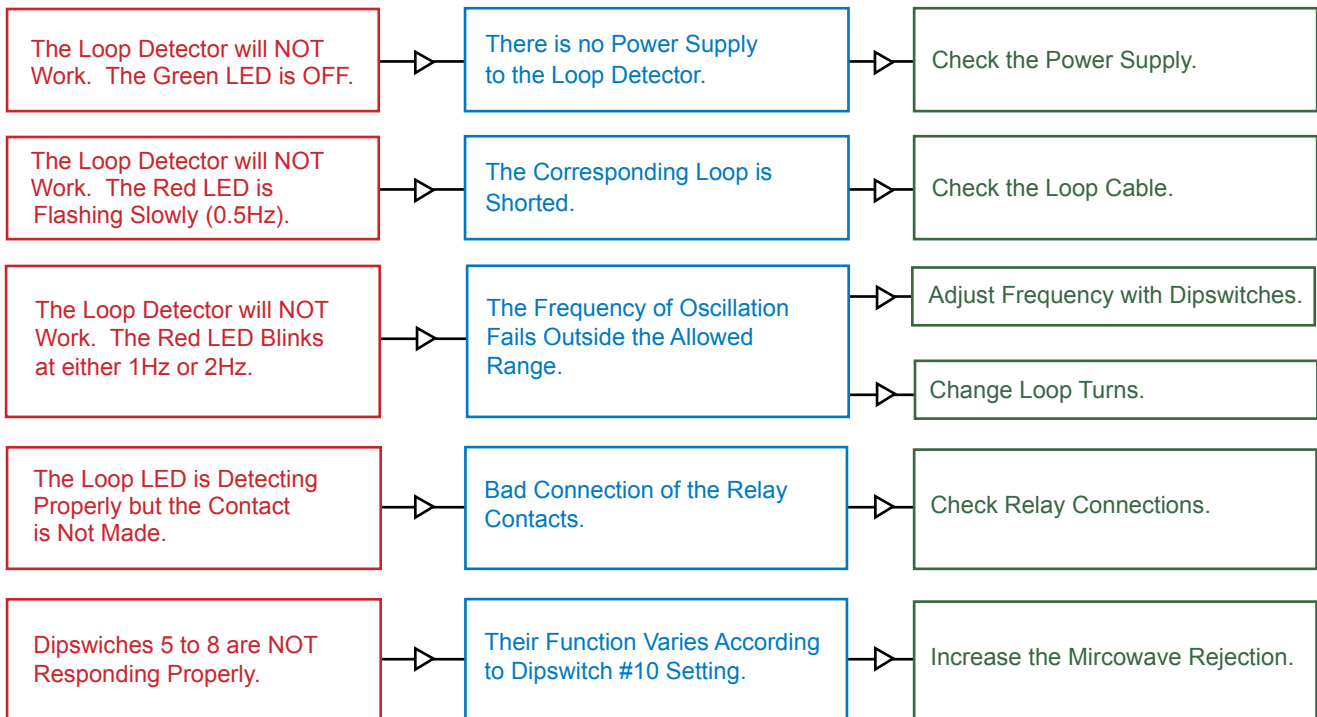 The Loop Detector will NOT
Work.  The Green LED is OFF.
There is no Power Supply
to the Loop Detector.
Check the Power Supply.
The Loop Detector will NOT
Work.  The Red LED is
Flashing Slowly (0.5Hz).
The Corresponding Loop is
Shorted.
Check the Loop Cable.
The Loop Detector will NOT
Work.  The Red LED Blinks
at either 1Hz or 2Hz.
The Frequency of Oscillation
Fails Outside the Allowed
Range.
Adjust Frequency with Dipswitches.
Change Loop Turns.
The Loop LED is Detecting
Properly but the Contact
is Not Made.
Bad Connection of the Relay
Contacts.
Check Relay Connections.
Dipswiches 5 to 8 are NOT
Responding Properly.
Their Function Varies According
to Dipswitch #10 Setting.
Increase the Mircowave Rejection.